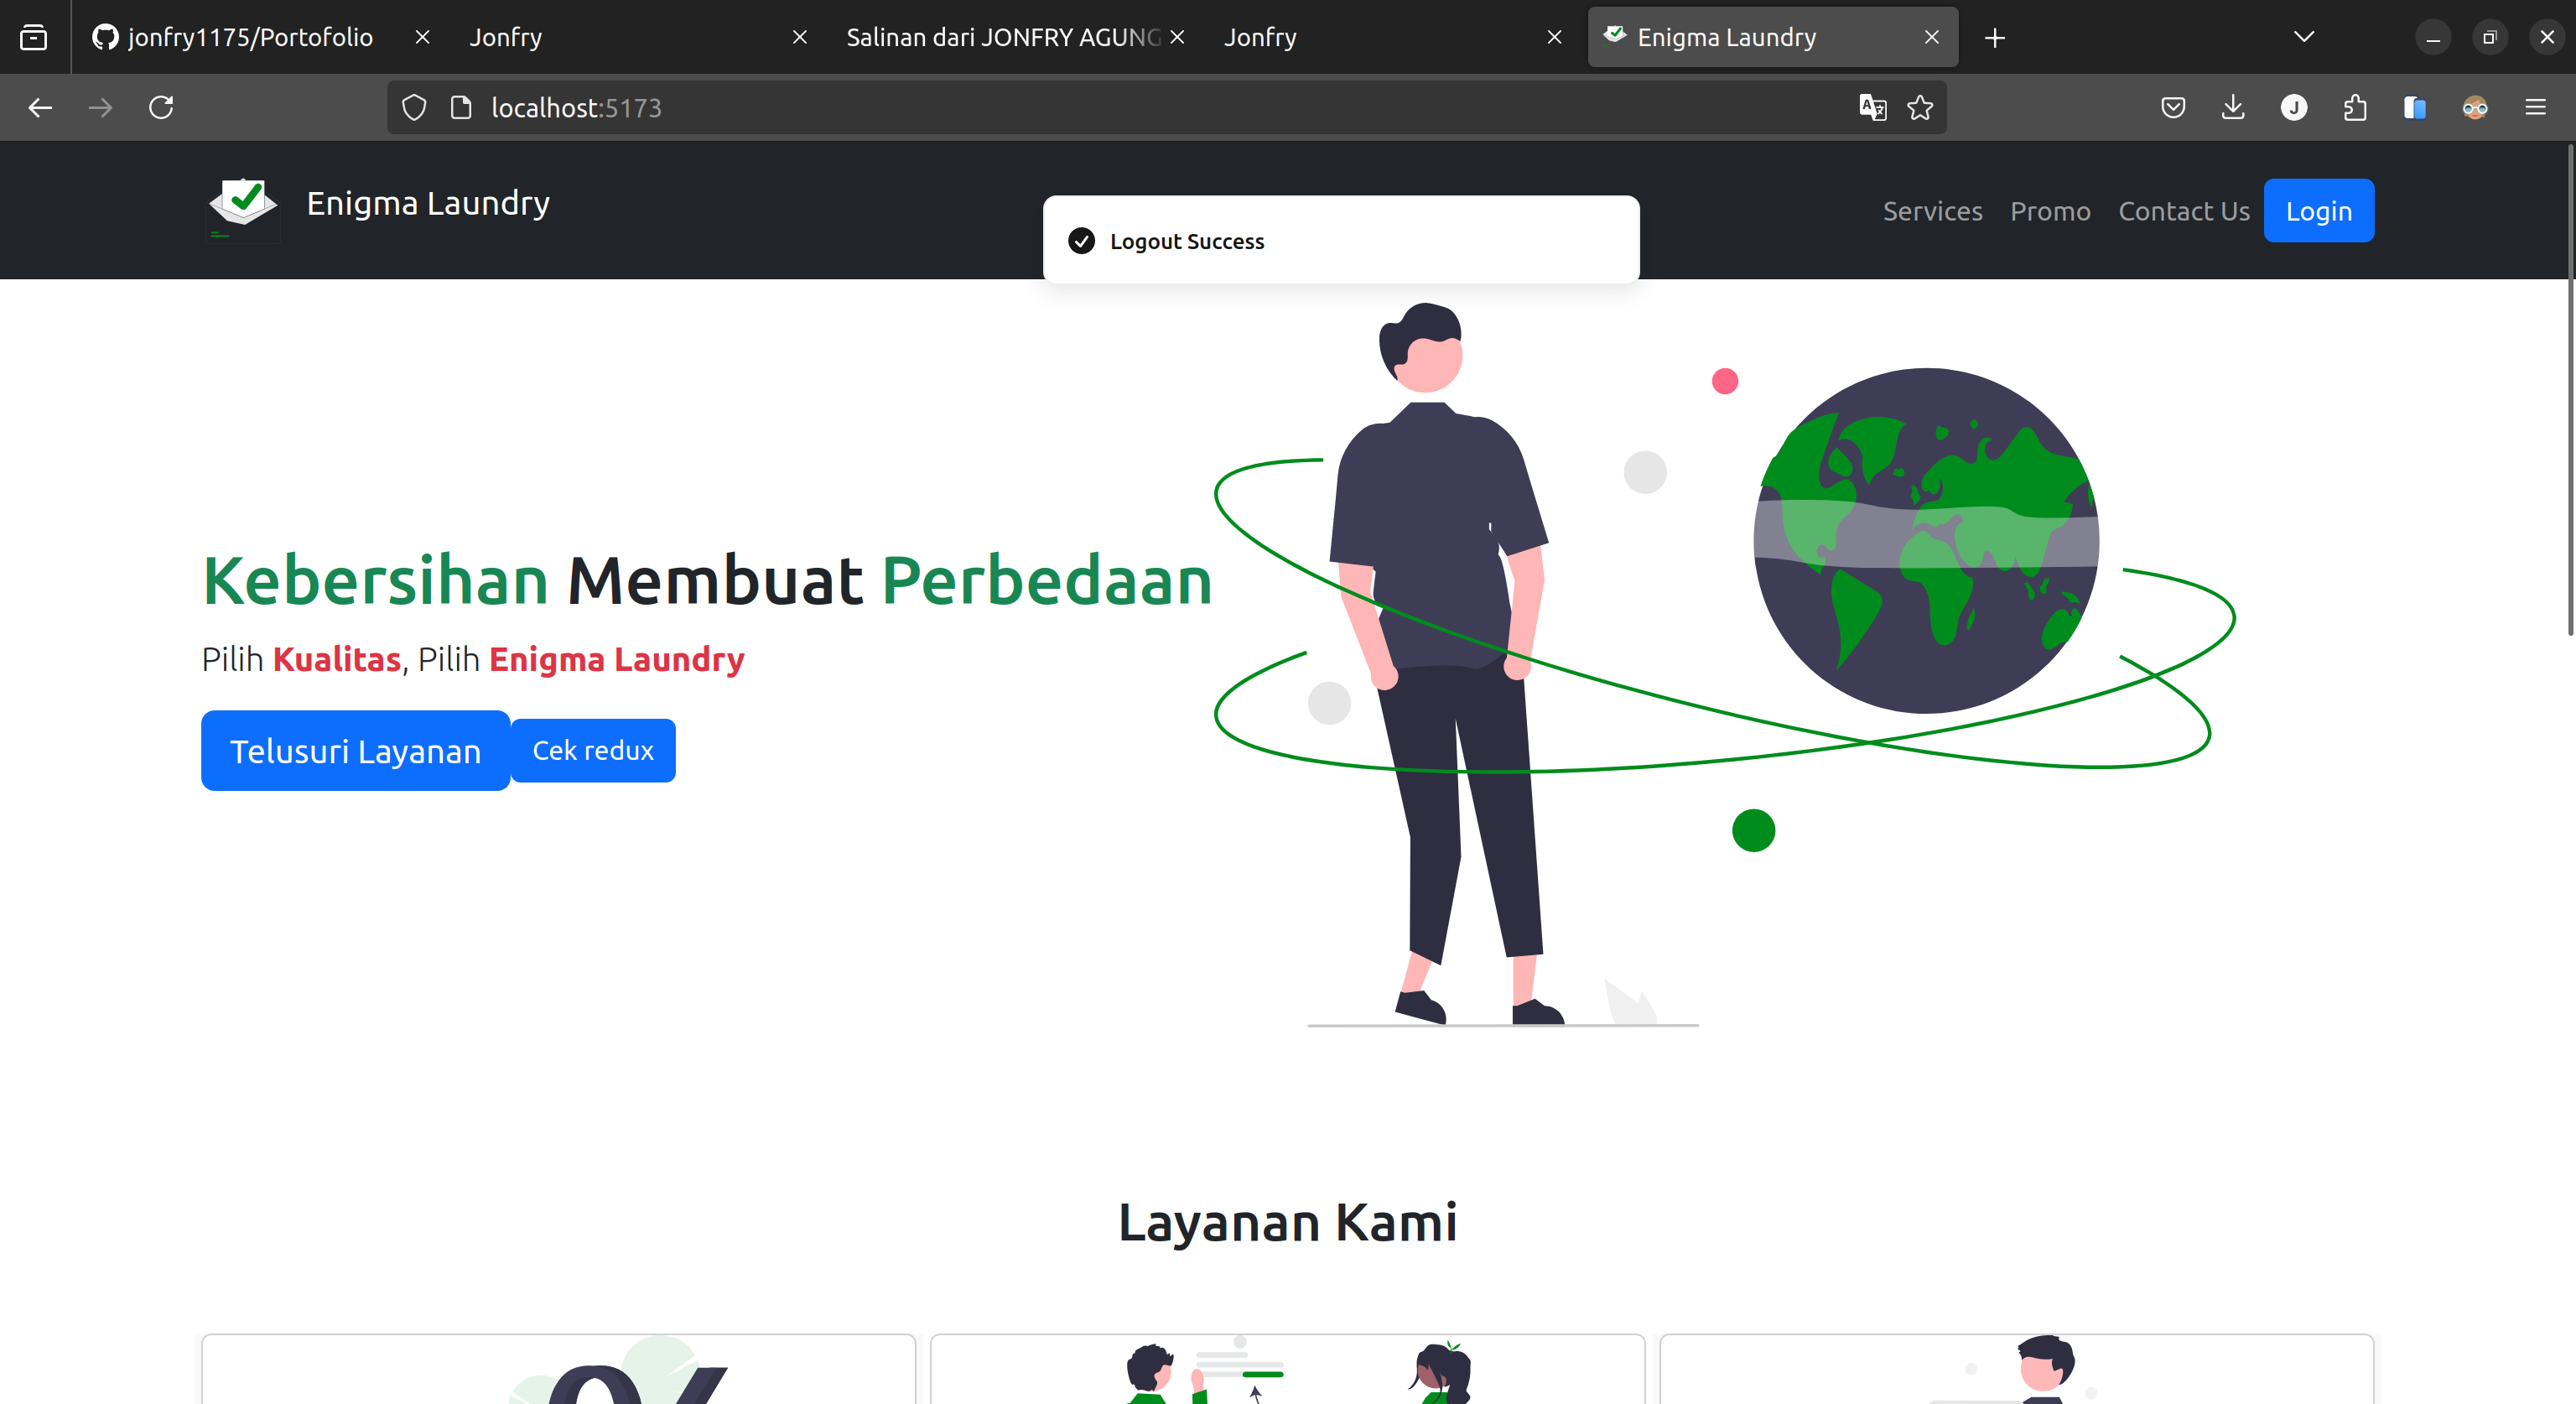 jonfry1175/Portofolio
Jonfry
Salinan dari JONFRY AGUNG
Jonfry
Enigma Laundry
localhost:5173
Enigma Laundry
Logout Success
Services
Promo
Contact Us
Login
Kebersihan Membuat Perbedaan
Pilih Kualitas, Pilih Enigma Laundry
Telusuri Layanan
Cek redux
Layanan Kami